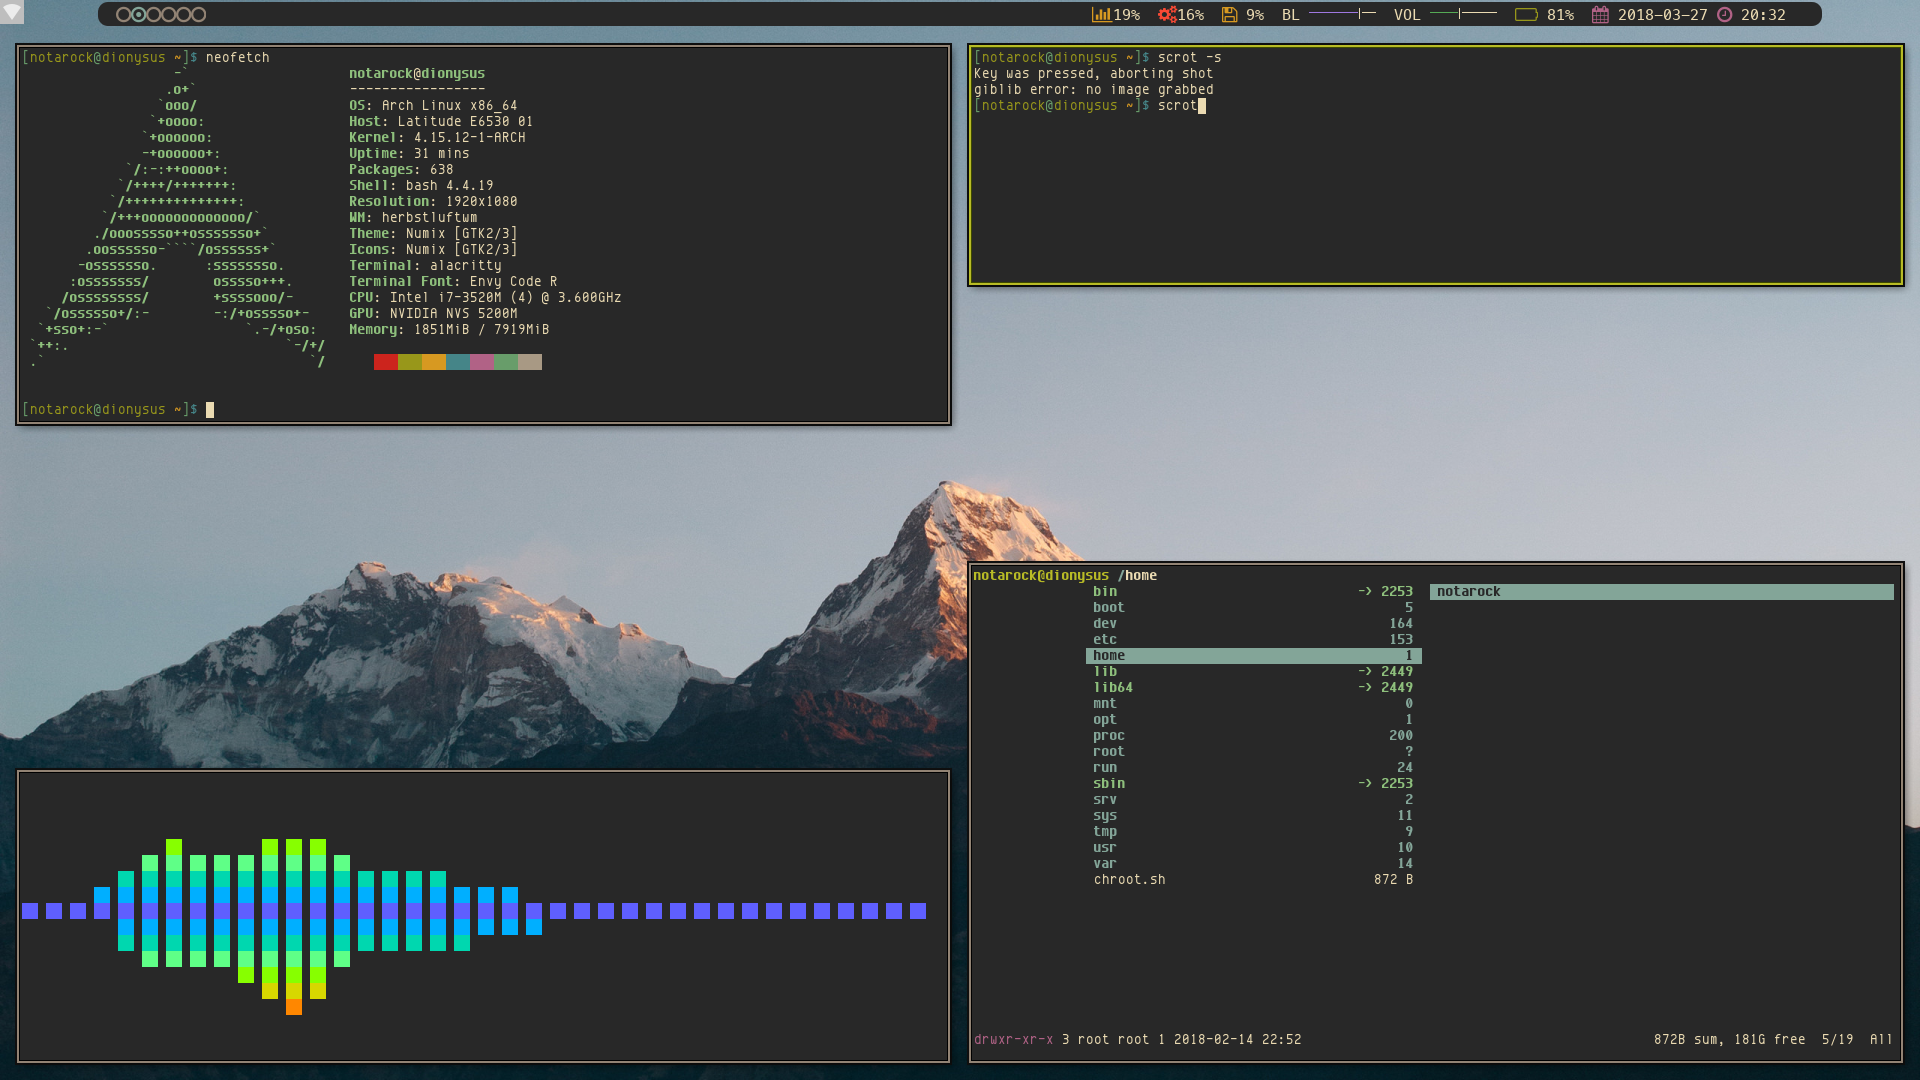 19% 16% 9% BL VOL 81% 2018-03-27 20:32
[notarock@dionysus ~]$ neofetch
notarock@dionysus
-----------------
OS: Arch Linux x86_64
Host: Latitude E6530 01
Kernel: 4.15.12-1-ARCH
Uptime: 31 mins
Packages: 638
Shell: bash 4.4.19
Resolution: 1920x1080
WM: herbstluftwm
Theme: Numix [GTK2/3]
Icons: Numix [GTK2/3]
Terminal: alacritty
Terminal Font: Envy Code R
CPU: Intel i7-3520M (4) @ 3.600GHz
GPU: NVIDIA NVS 5200M
Memory: 1851MiB / 7919MiB
[notarock@dionysus ~]$
[notarock@dionysus ~]$ scrot -s
Key was pressed, aborting shot
giblib error: no image grabbed
[notarock@dionysus ~]$ scrot
notarock@dionysus /home
bin -> 2253 notarock
boot 5
dev 164
etc 153
home 1
lib -> 2449
lib64 -> 2449
mnt 0
opt 1
proc 200
root ?
run 24
sbin -> 2253
srv 2
sys 11
tmp 9
usr 10
var 14
chroot.sh 872 B
drwxr-xr-x 3 root root 1 2018-02-14 22:52 872B sum, 181G free 5/19 All